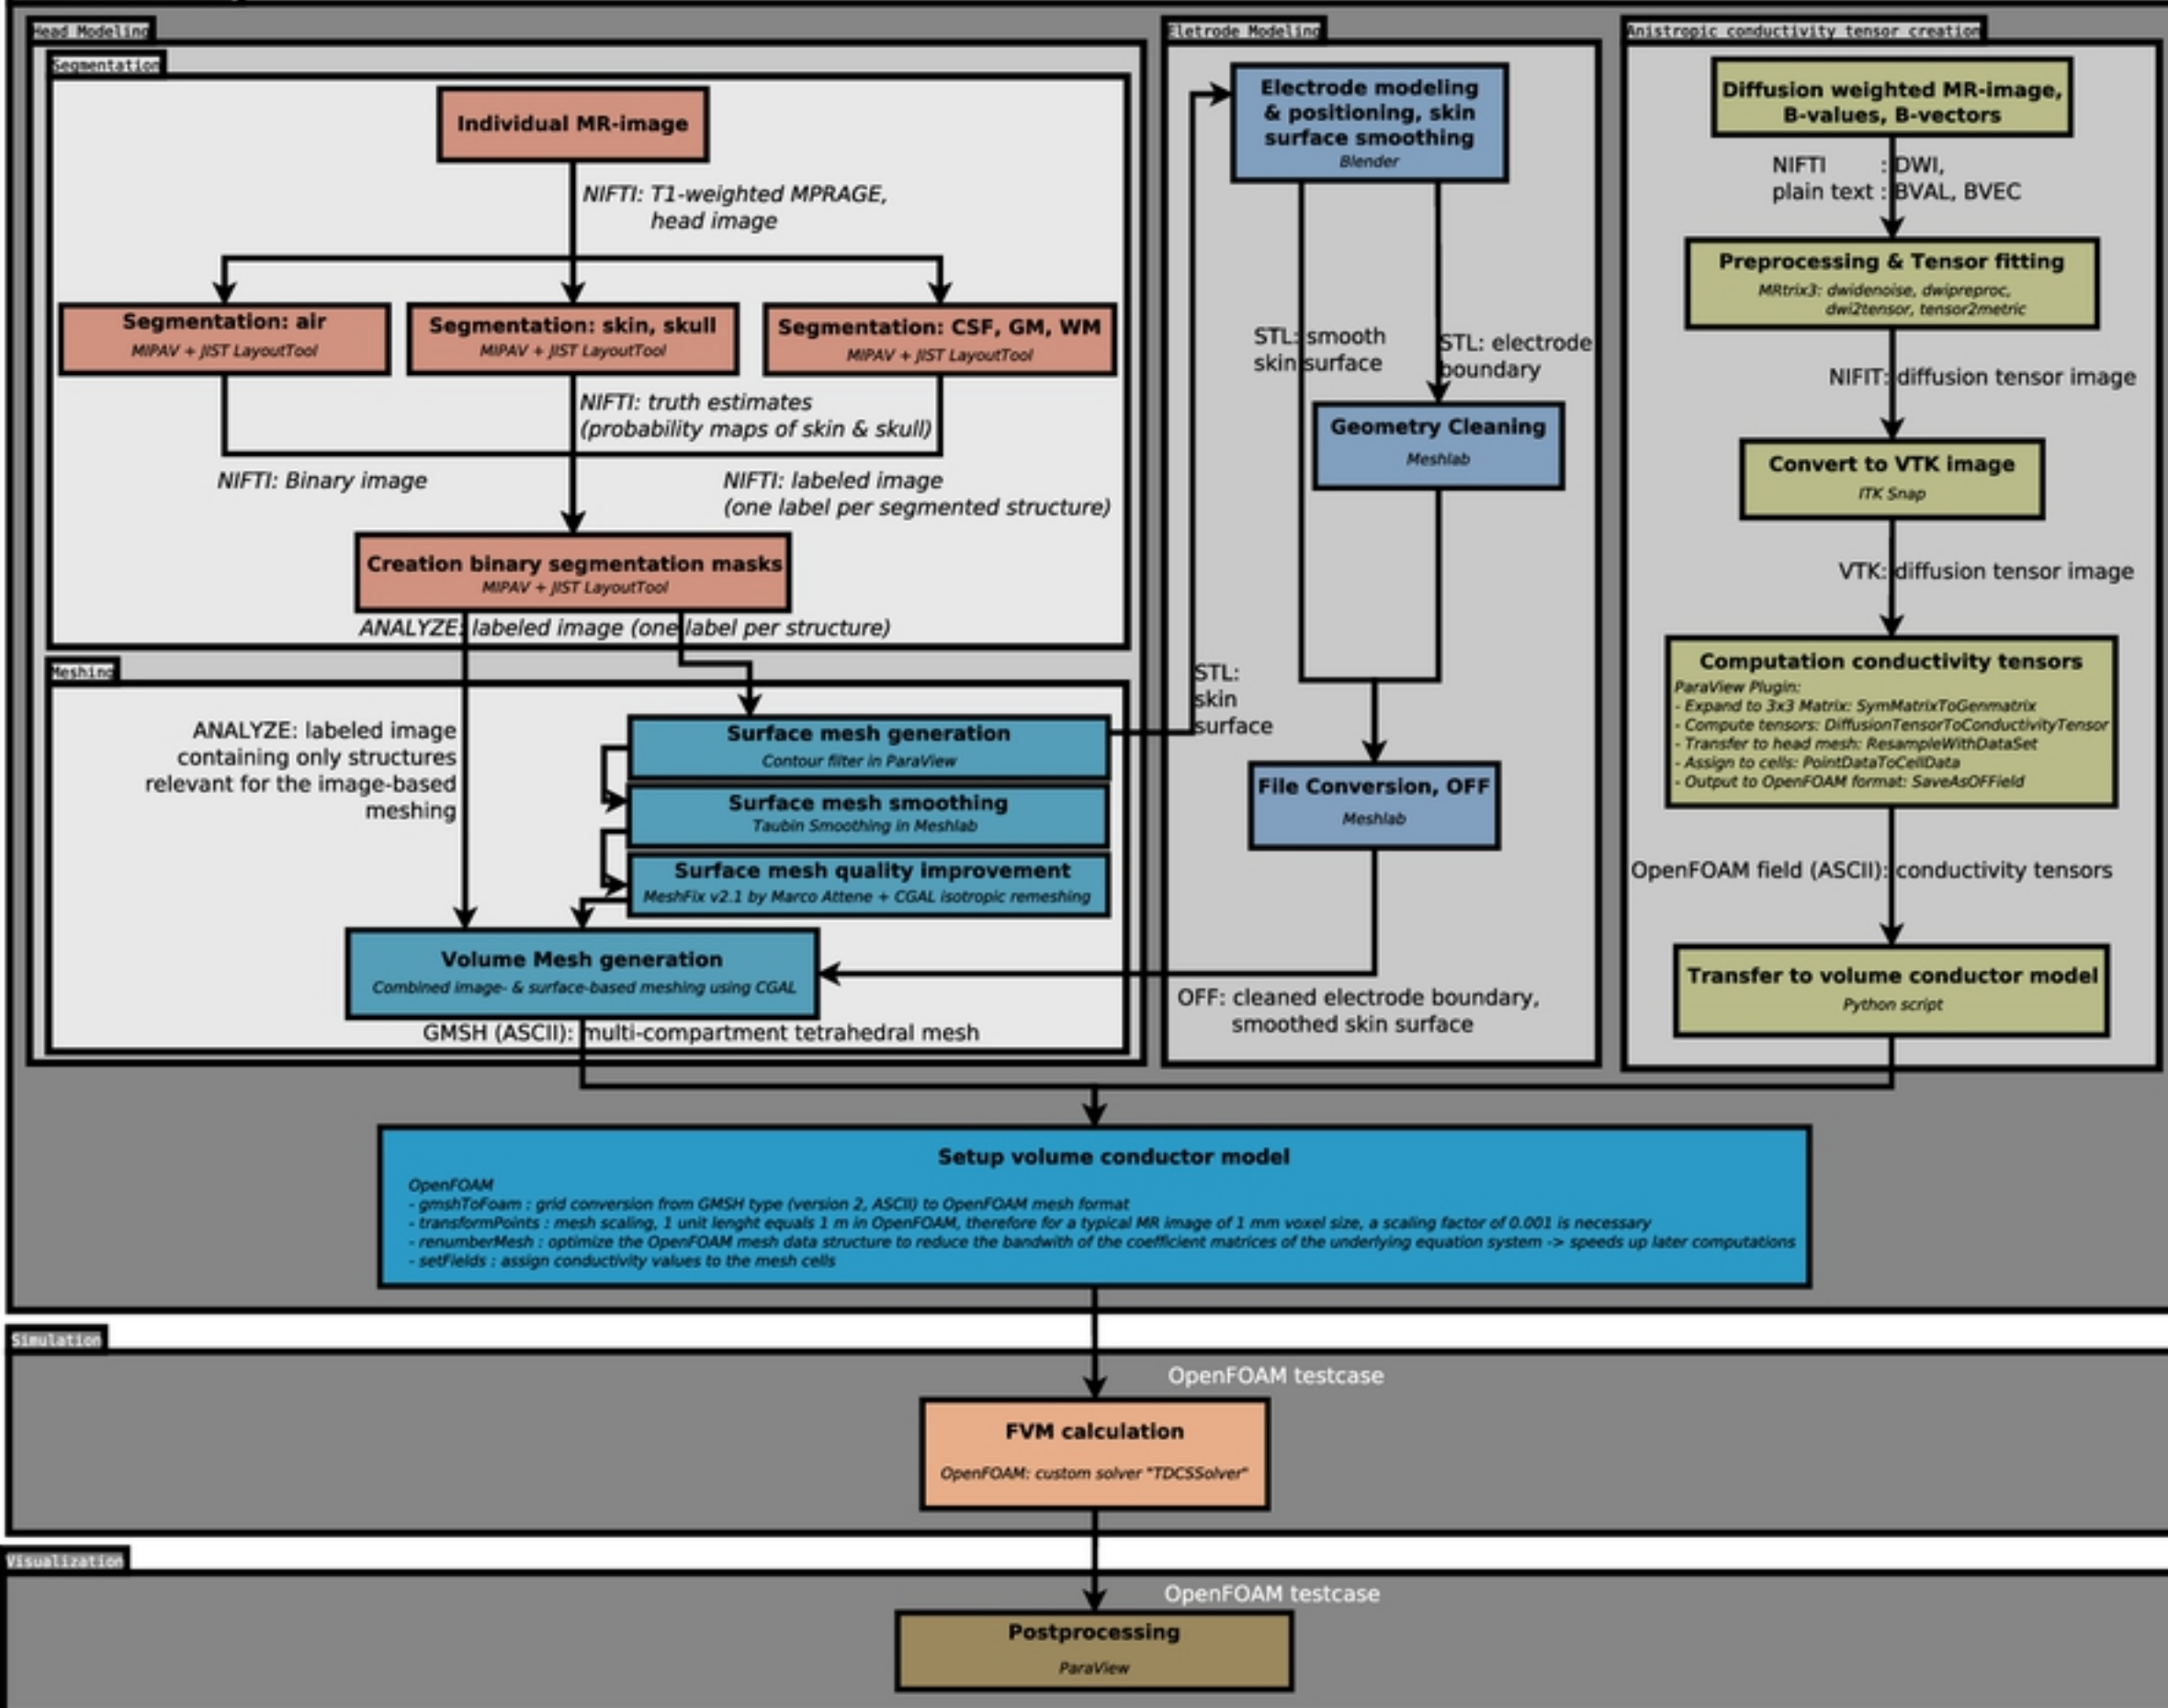 Head Modeling
Segmentation
Individual MR-image
NIFTI: T1-weighted MPRAGE,
head image
Segmentation: air
MIPAV + JIST LayoutTool
Segmentation: skin, skull
MIPAV + JIST LayoutTool
Segmentation: CSF, GM, WM
MIPAV + JIST LayoutTool
NIFTI: truth estimates
(probability maps of skin & skull)
NIFTI: Binary image
NIFTI: labeled image
(one label per segmented structure)
Creation binary segmentation masks
MIPAV + JIST LayoutTool
ANALYZE: labeled image (one label per structure)
Meshing
ANALYZE: labeled image
containing only structures
relevant for the image-based
meshing
Surface mesh generation
Contour filter in ParaView
Surface mesh smoothing
Taubin Smoothing in Meshlab
Surface mesh quality improvement
MeshFix v2.1 by Marco Attene + CGAL isotropic remeshing
Volume Mesh generation
Combined image- & surface-based meshing using CGAL
GMSH (ASCII): multi-compartment tetrahedral mesh
Eletrode Modeling
Electrode modeling
& positioning, skin
surface smoothing
Blender
STL: smooth
skin surface
STL: electrode
boundary
Geometry Cleaning
Meshlab
STL:
skin
surface
File Conversion, OFF
Meshlab
OFF: cleaned electrode boundary,
smoothed skin surface
Anistropic conductivity tensor creation
Diffusion weighted MR-image,
B-values, B-vectors
NIFTI : DWI,
plain text : BVAL, BVEC
Preprocessing & Tensor fitting
MRtrix3: dwidenoise, dwipreproc,
dwi2tensor, tensor2metric
NIFIT: diffusion tensor image
Convert to VTK image
ITK Snap
VTK: diffusion tensor image
Computation conductivity tensors
ParaView Plugin:
- Expand to 3x3 Matrix: SymMatrixToGenmatrix
- Compute tensors: DiffusionTensorToConductivityTensor
- Transfer to head mesh: ResampleWithDataSet
- Assign to cells: PointDataToCellData
- Output to OpenFOAM format: SaveAsOFField
OpenFOAM field (ASCII): conductivity tensors
Transfer to volume conductor model
Python script
Setup volume conductor model
OpenFOAM
- gmshToFoam : grid conversion from GMSH type (version 2, ASCII) to OpenFOAM mesh format
- transformPoints : mesh scaling, 1 unit lenght equals 1 m in OpenFOAM, therefore for a typical MR image of 1 mm voxel size, a scaling factor of 0.001 is necessary
- renumberMesh : optimize the OpenFOAM mesh data structure to reduce the bandwith of the coefficient matrices of the underlying equation system -> speeds up later computations
- setFields : assign conductivity values to the mesh cells
Simulation
OpenFOAM testcase
FVM calculation
OpenFOAM: custom solver "TDCSSolver"
Visualization
OpenFOAM testcase
Postprocessing
ParaView